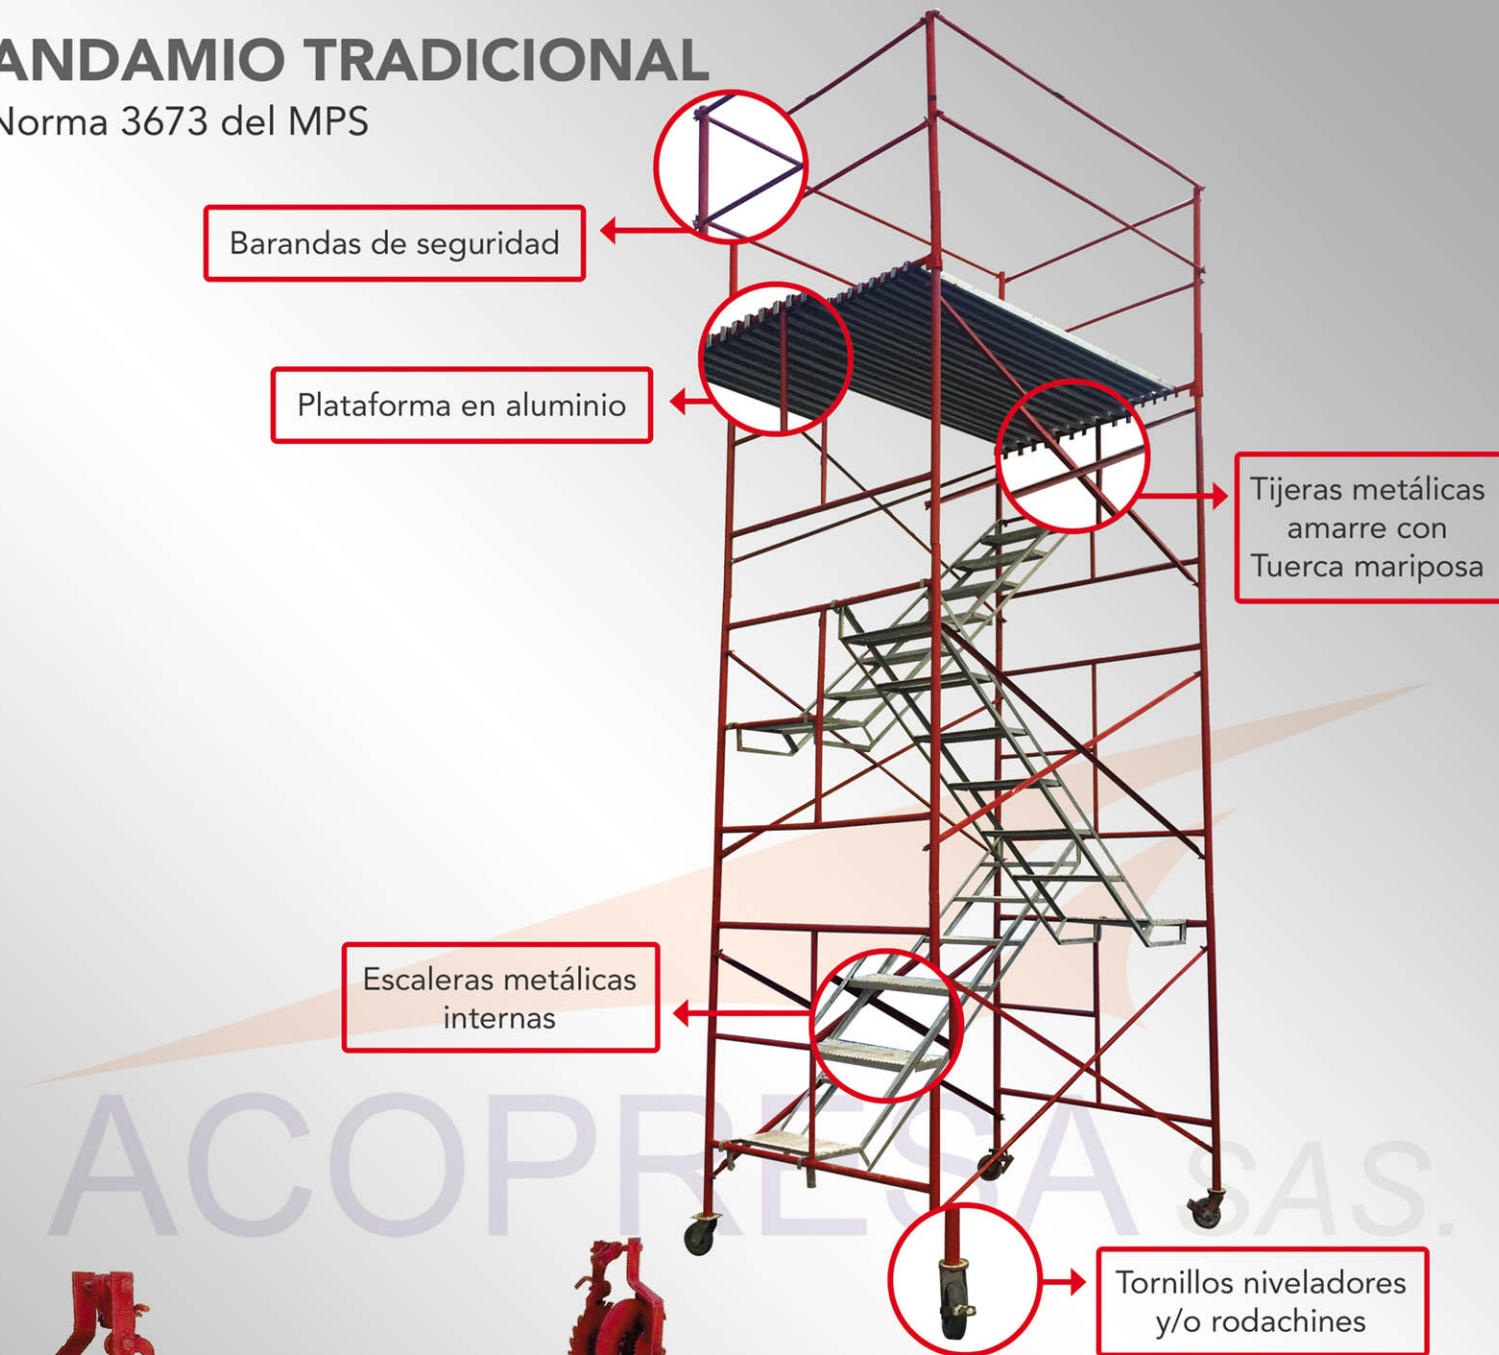 ANDAMIO TRADICIONAL
Norma 3673 del MPS
Barandas de seguridad
Plataforma en aluminio
Tijeras metálicas
amarre con
Tuerca mariposa
Escaleras metálicas
internas
ACOPRESA SAS.
Tornillos niveladores
y/o rodachines